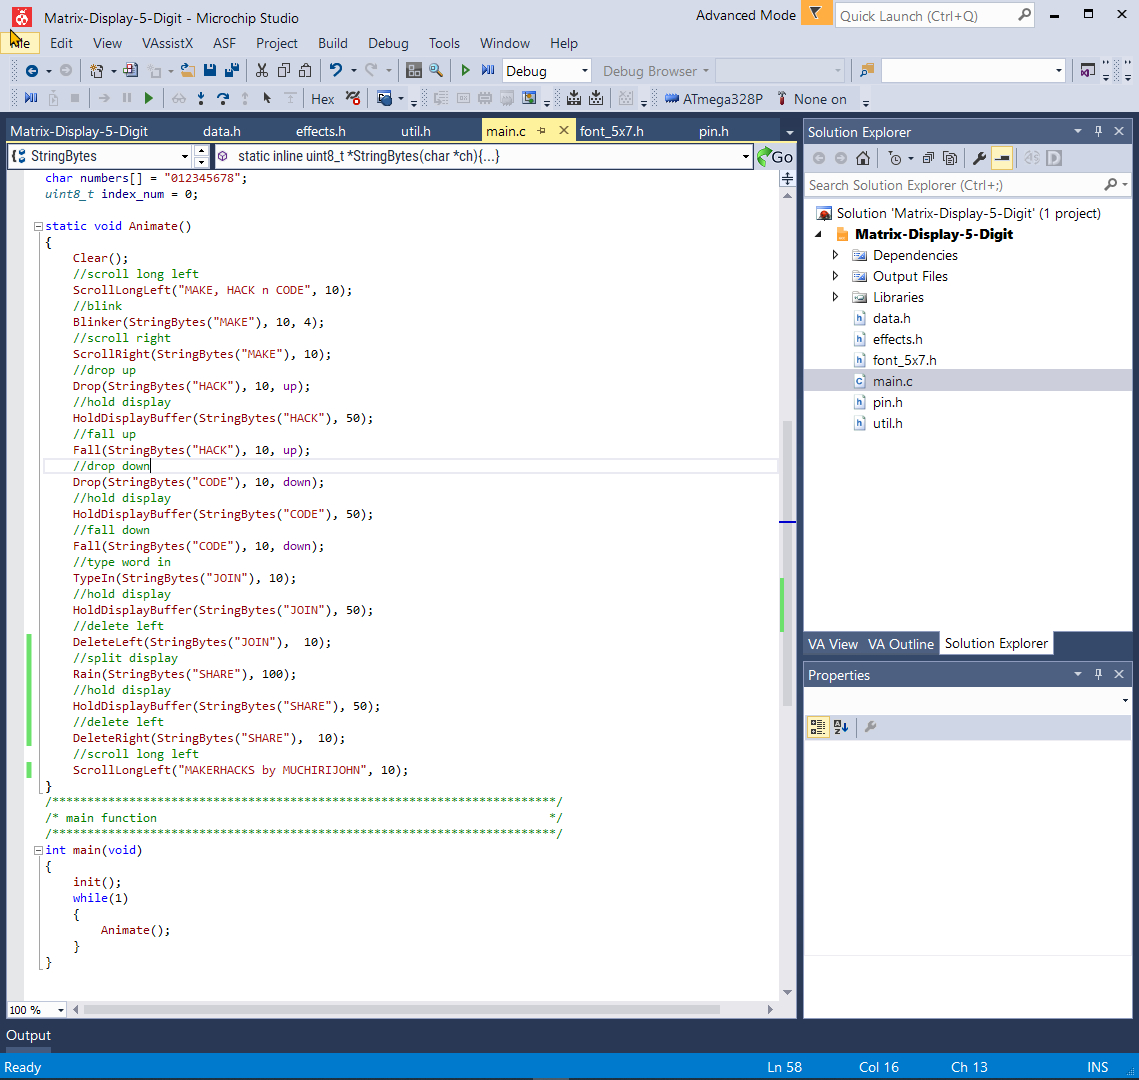 Matrix-Display-5-Digit - Microchip Studio
Advanced Mode
Quick Launch (Ctrl+Q)
Edit View VAssistX ASF Project Build Debug Tools Window Help
Debug
Debug Browser
Hex
ATmega328P
None on
Matrix-Display-5-Digit data.h effects.h util.h main.c font_5x7.h pin.h
StringBytes
static inline uint8_t *StringBytes(char *ch){...}
Go
char numbers[] = "012345678";
uint8_t index_num = 0;
static void Animate()
{
Clear();
//scroll long left
ScrollLongLeft("MAKE, HACK n CODE", 10);
//blink
Blinker(StringBytes("MAKE"), 10, 4);
//scroll right
ScrollRight(StringBytes("MAKE"), 10);
//drop up
Drop(StringBytes("HACK"), 10, up);
//hold display
HoldDisplayBuffer(StringBytes("HACK"), 50);
//fall up
Fall(StringBytes("HACK"), 10, up);
//drop down
Drop(StringBytes("CODE"), 10, down);
//hold display
HoldDisplayBuffer(StringBytes("CODE"), 50);
//fall down
Fall(StringBytes("CODE"), 10, down);
//type word in
TypeIn(StringBytes("JOIN"), 10);
//hold display
HoldDisplayBuffer(StringBytes("JOIN"), 50);
//delete left
DeleteLeft(StringBytes("JOIN"),  10);
//split display
Rain(StringBytes("SHARE"), 100);
//hold display
HoldDisplayBuffer(StringBytes("SHARE"), 50);
//delete left
DeleteRight(StringBytes("SHARE"),  10);
//scroll long left
ScrollLongLeft("MAKERHACKS by MUCHIRIJOHN", 10);
}
/************************************************************************/
/* main function                                                        */
/************************************************************************/
int main(void)
{
init();
while(1)
{
Animate();
}
}
100 %
Solution Explorer
Search Solution Explorer (Ctrl+;)
Solution 'Matrix-Display-5-Digit' (1 project)
Matrix-Display-5-Digit
Dependencies
Output Files
Libraries
data.h
effects.h
font_5x7.h
main.c
pin.h
util.h
VA View VA Outline Solution Explorer
Properties
Output
Ready
Ln 58 Col 16 Ch 13 INS